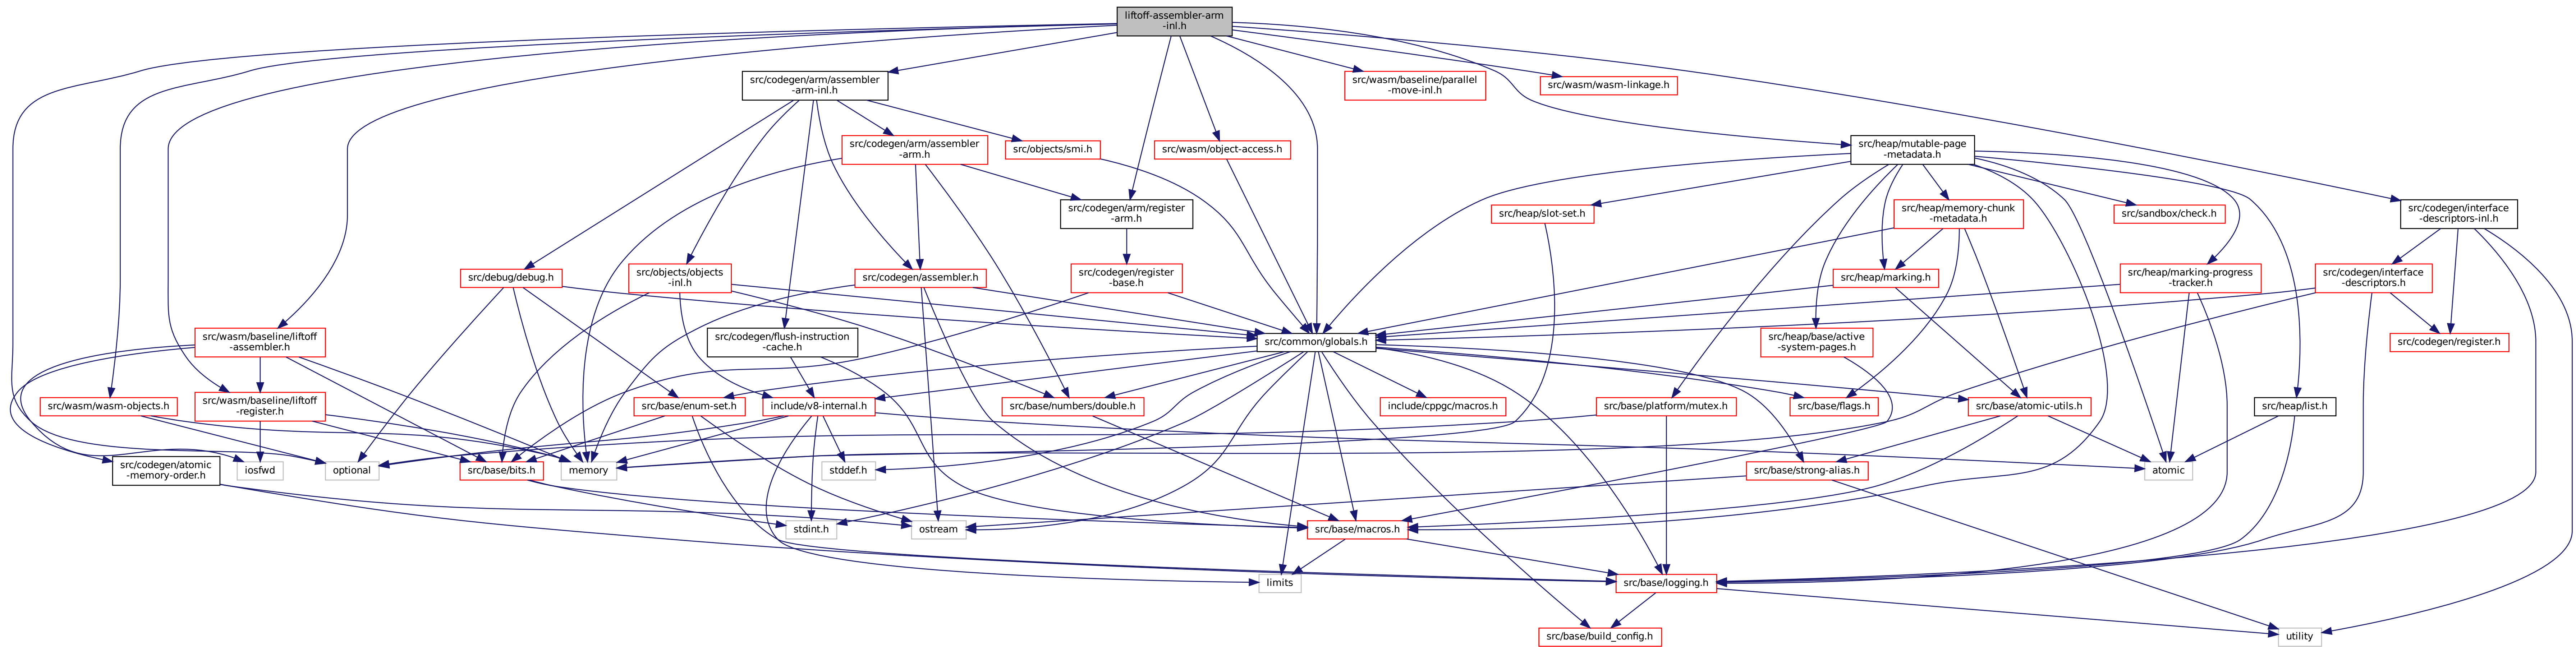 liftoff-assembler-arm
-inl.h
src/codegen/arm/assembler
-arm-inl.h
src/wasm/baseline/parallel
-move-inl.h
src/wasm/wasm-linkage.h
src/codegen/arm/assembler
-arm.h
src/objects/smi.h
src/wasm/object-access.h
src/heap/mutable-page
-metadata.h
src/codegen/arm/register
-arm.h
src/heap/slot-set.h
src/heap/memory-chunk
-metadata.h
src/sandbox/check.h
src/codegen/interface
-descriptors-inl.h
src/debug/debug.h
src/objects/objects
-inl.h
src/codegen/assembler.h
src/codegen/register
-base.h
src/heap/marking.h
src/heap/marking-progress
-tracker.h
src/codegen/interface
-descriptors.h
src/wasm/baseline/liftoff
-assembler.h
src/codegen/flush-instruction
-cache.h
src/common/globals.h
src/heap/base/active
-system-pages.h
src/codegen/register.h
src/wasm/wasm-objects.h
src/wasm/baseline/liftoff
-register.h
src/base/enum-set.h
include/v8-internal.h
src/base/numbers/double.h
include/cppgc/macros.h
src/base/platform/mutex.h
src/base/flags.h
src/base/atomic-utils.h
src/heap/list.h
src/codegen/atomic
-memory-order.h
iosfwd
optional
src/base/bits.h
memory
stddef.h
src/base/strong-alias.h
atomic
stdint.h
ostream
src/base/macros.h
limits
src/base/logging.h
src/base/build_config.h
utility